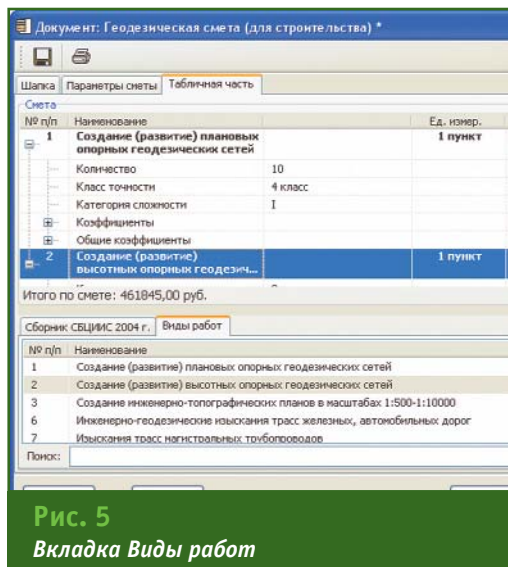 Документ: Геодезическая смета (для строительства) *
Шапка Параметры сметы Табличная часть
Смета
№ п/п Наименование Ед. измер.
1 Создание (развитие) плановых 1 пункт
опорных геодезических сетей
Количество 10
Класс точности 4 класс
Категория сложности I
Коэффициенты
Общие коэффициенты
2 Создание (развитие) 1 пункт
высотных опорных геодезич...
Итого по смете: 461845,00 руб.
Сборник СБЦИИС 2004 г. Виды работ
№ п/п Наименование
1 Создание (развитие) плановых опорных геодезических сетей
2 Создание (развитие) высотных опорных геодезических сетей
3 Создание инженерно-топографических планов в масштабах 1:500-1:10000
6 Инженерно-геодезические изыскания трасс железных, автомобильных дорог
7 Изыскания трасс магистральных трубопроводов
Поиск:
Рис. 5
Вкладка Виды работ